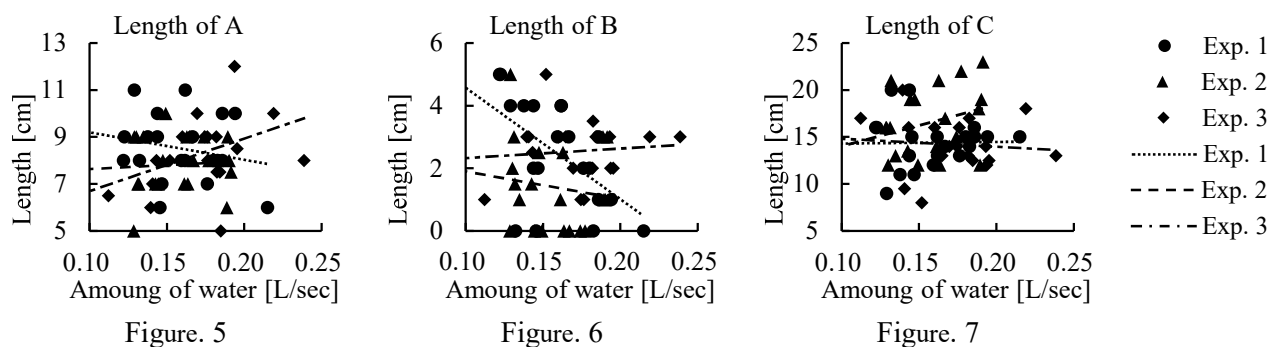 Length of A
13
11
9
7
5
Length [cm]
0.10 0.15 0.20 0.25
Amoung of water [L/sec]
Figure. 5
Length of B
6
4
2
0
Length [cm]
0.10 0.15 0.20 0.25
Amoung of water [L/sec]
Figure. 6
Length of C
25
20
15
10
5
Length [cm]
0.10 0.15 0.20 0.25
Amoung of water [L/sec]
Figure. 7
Exp. 1
Exp. 2
Exp. 3
Exp. 1
Exp. 2
Exp. 3